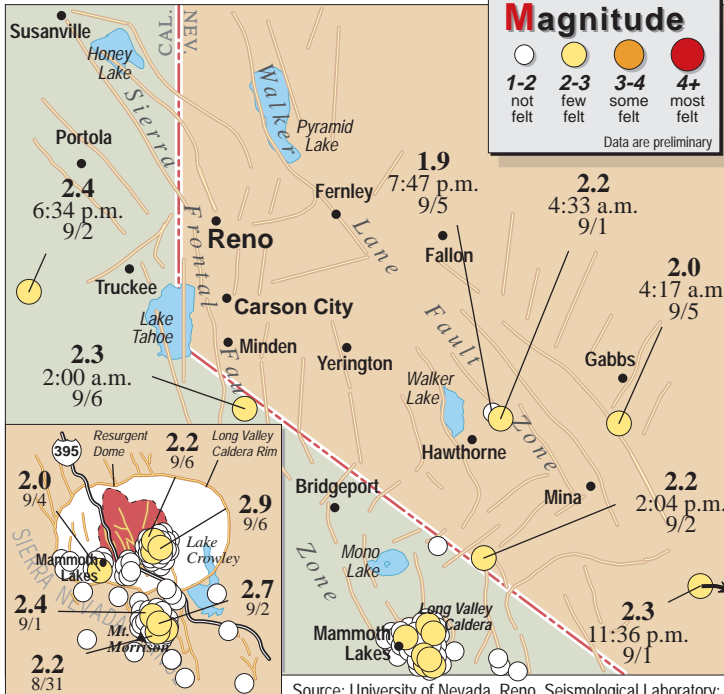 Magnitude
1-2 2-3 3-4 4+
not felt few felt some felt most felt
Data are preliminary
Susanville
CAL.
NEV.
Honey Lake
Sierra Frontal Fau
Zone
Walker Lane Fault Zone
Pyramid Lake
Portola
2.4
6:34 p.m.
9/2
Fernley
1.9
7:47 p.m.
9/5
2.2
4:33 a.m.
9/1
Reno
Fallon
2.0
4:17 a.m
9/5
Truckee
Carson City
Lake Tahoe
Minden
Yerington
Gabbs
2.3
2:00 a.m.
9/6
Walker Lake
Hawthorne
Mina
2.2
2:04 p.m.
9/2
Bridgeport
Mono Lake
Long Valley Caldera
Mammoth Lakes
2.3
11:36 p.m.
9/1
395
Resurgent Dome
2.2
9/6
Long Valley Caldera Rim
2.0
9/4
2.9
9/6
Lake Crowley
Mammoth Lakes
SIERRA NEVADA
2.4
9/1
2.7
9/2
Mt. Morrison
2.2
8/31
Source: University of Nevada, Reno, Seismological Laboratory;